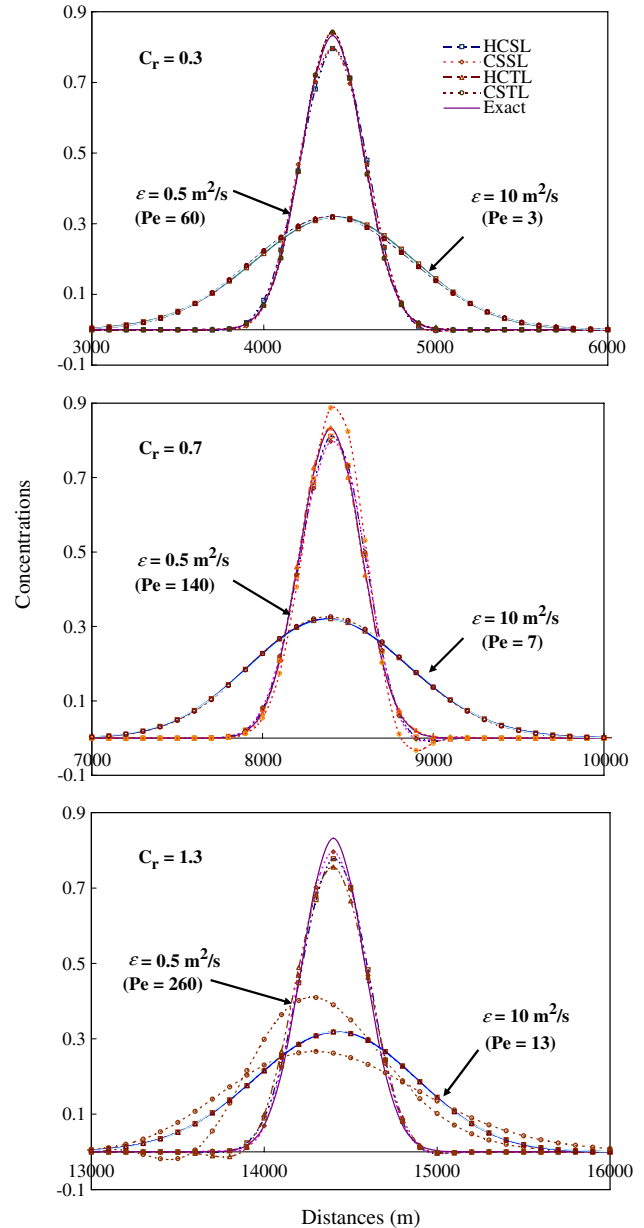 0.9
0.7
0.5
0.3
0.1
-0.1
C_r = 0.3
HCSL
CSSL
HCTL
CSTL
Exact
ε = 0.5 m²/s
(Pe = 60)
ε = 10 m²/s
(Pe = 3)
3000 4000 5000 6000
Concentrations
0.9
0.7
0.5
0.3
0.1
-0.1
C_r = 0.7
ε = 0.5 m²/s
(Pe = 140)
ε = 10 m²/s
(Pe = 7)
7000 8000 9000 10000
0.9
0.7
0.5
0.3
0.1
-0.1
C_r = 1.3
ε = 0.5 m²/s
(Pe = 260)
ε = 10 m²/s
(Pe = 13)
13000 14000 15000 16000
Distances (m)